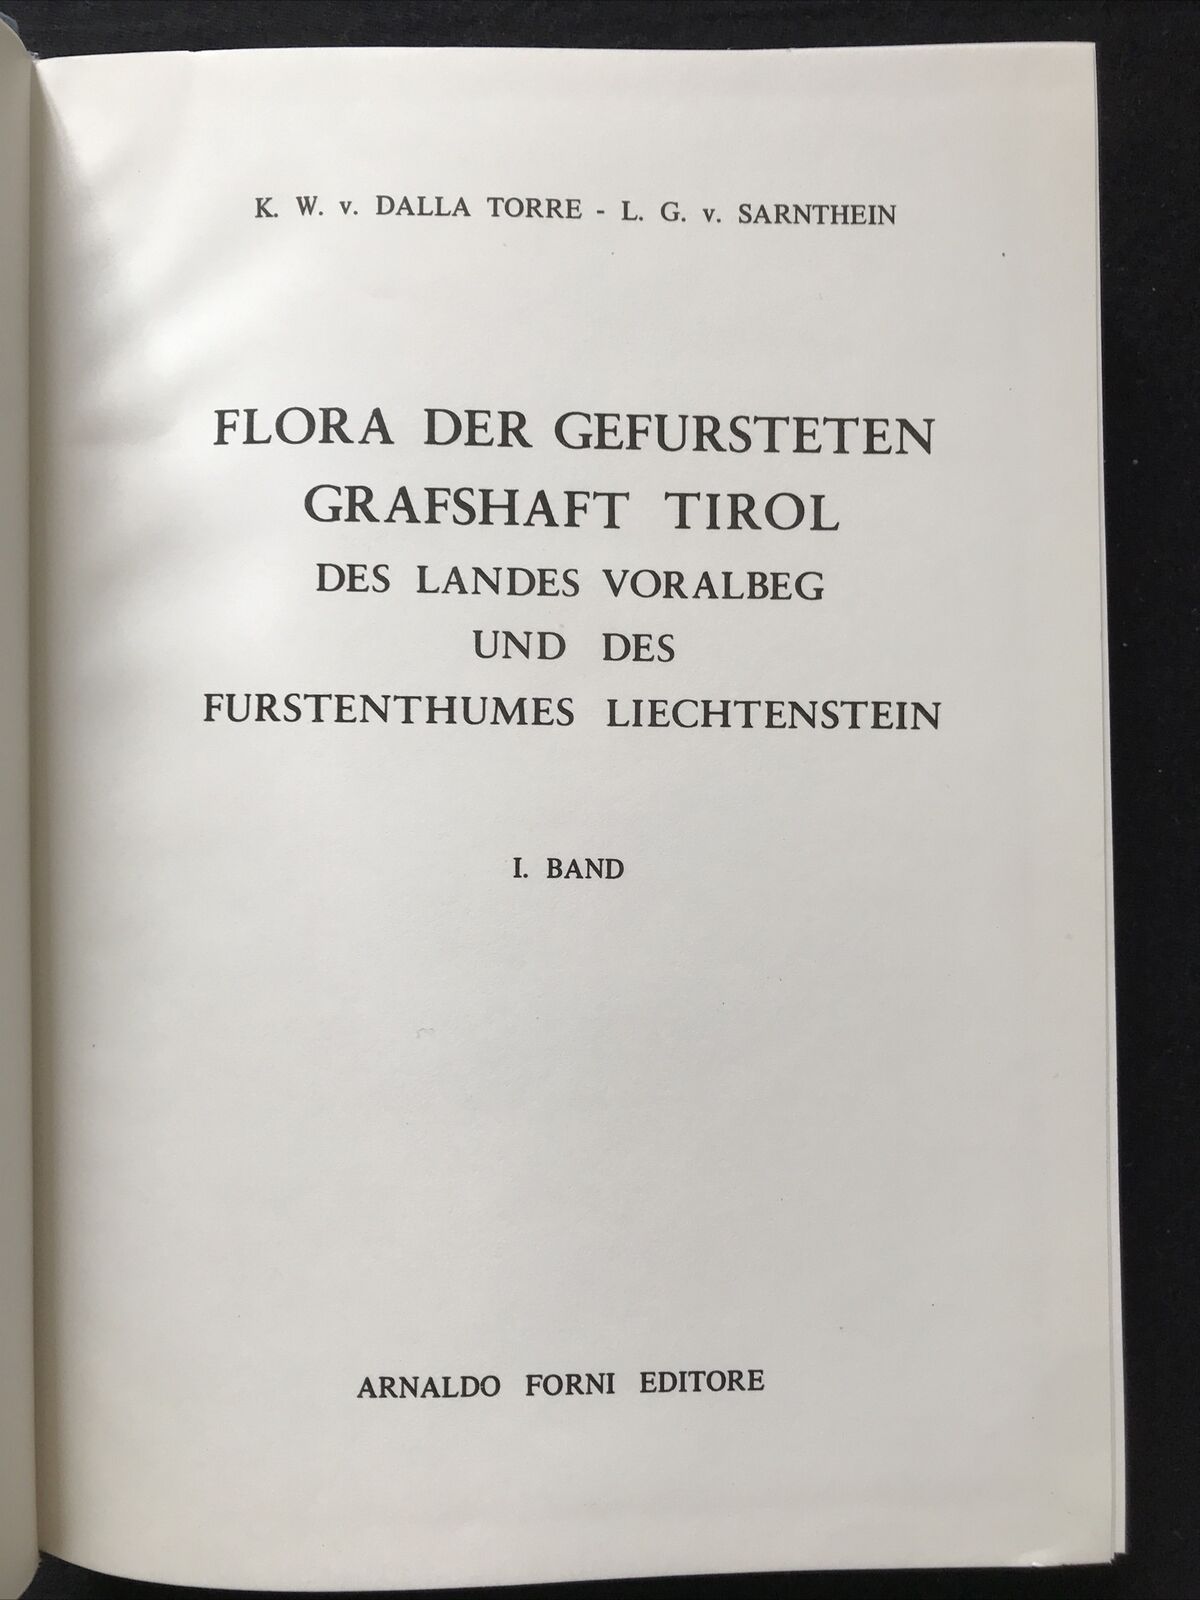 K. W. v. DALLA TORRE - L. G. v. SARNTHEIN
FLORA DER GEFURSTETEN
GRAFSHAFT TIROL
DES LANDES VORALBEG
UND DES
FURSTENTHUMES LIECHTENSTEIN
I. BAND
ARNALDO FORNI EDITORE